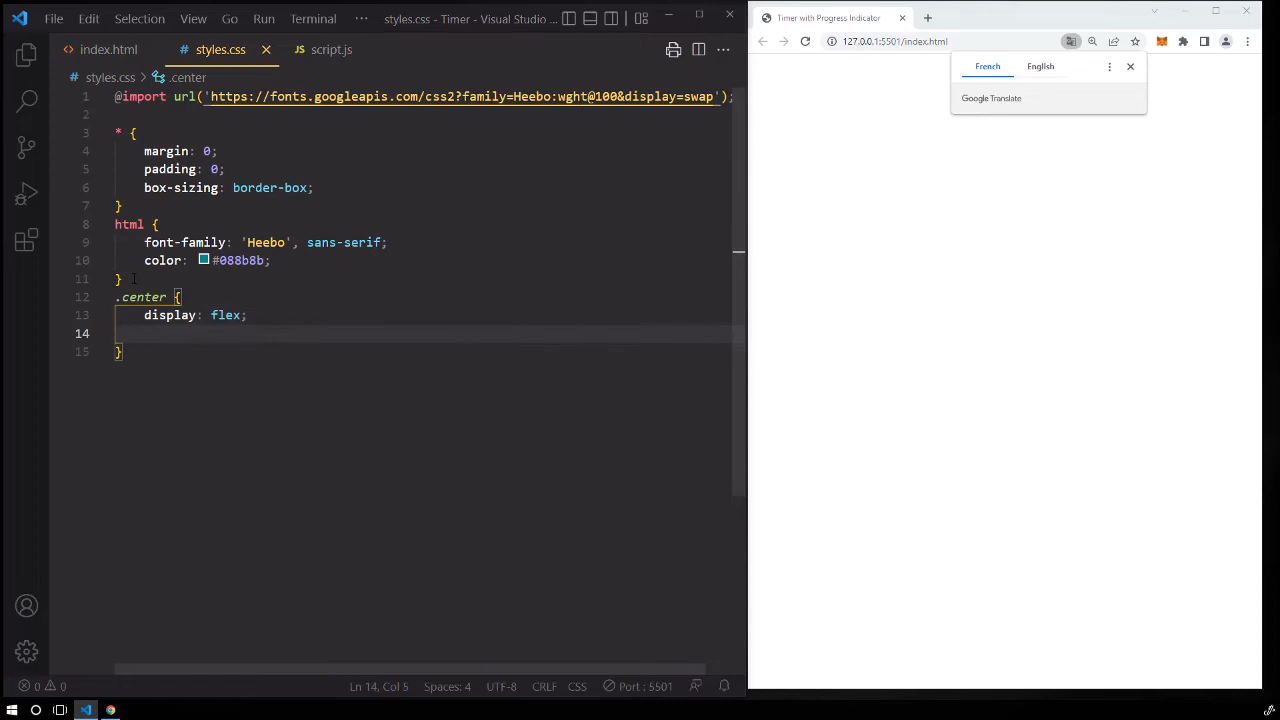 File Edit Selection View Go Run Terminal ··· styles.css - Timer - Visual Studio ...
# index.html # styles.css JS script.js
# styles.css > .center
1 @import url('https://fonts.googleapis.com/css2?family=Heebo:wght@100&display=swap');
2
3 * {
4 margin: 0;
5 padding: 0;
6 box-sizing: border-box;
7 }
8 html {
9 font-family: 'Heebo', sans-serif;
10 color: #088b8b;
11 }
12 .center {
13 display: flex;
14
15 }
0 0 Ln 14, Col 5 Spaces: 4 UTF-8 CRLF CSS Port : 5501
Timer with Progress Indicator
127.0.0.1:5501/index.html
French English
Google Translate